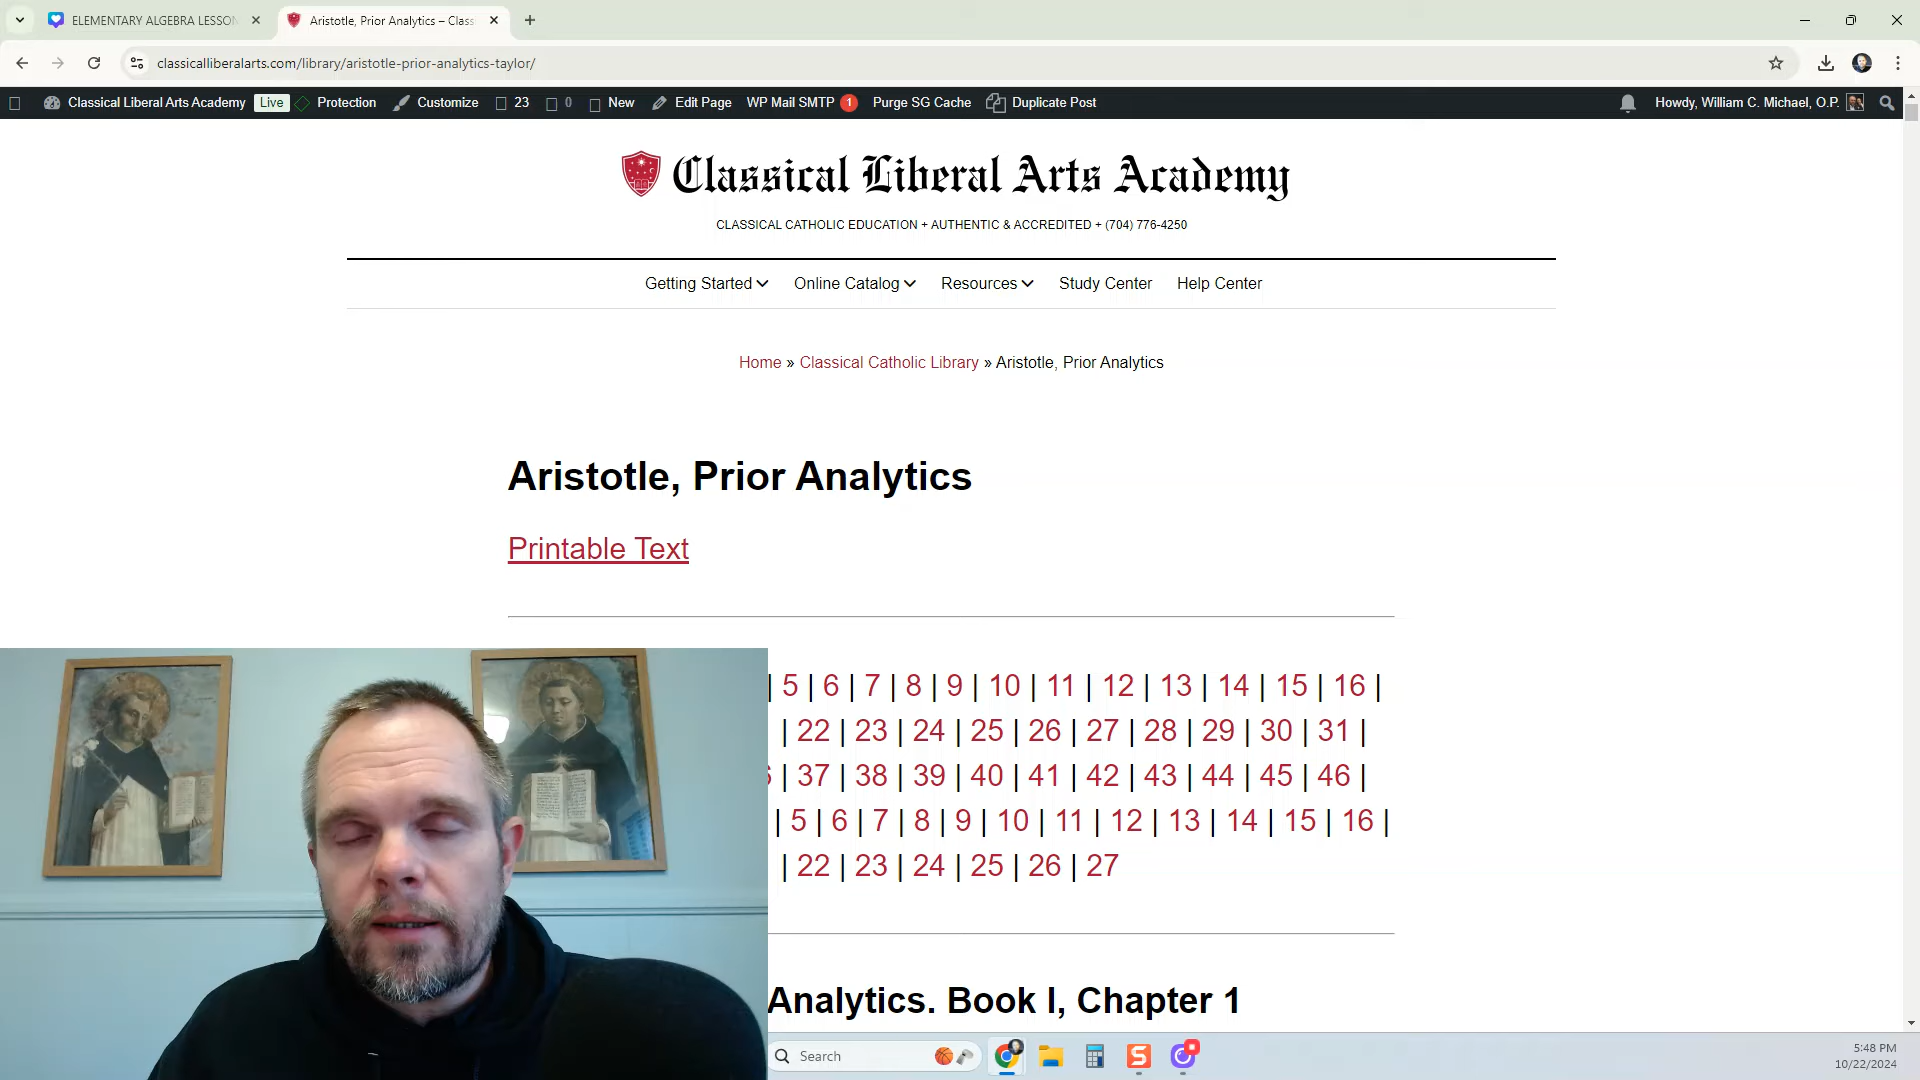 ELEMENTARY ALGEBRA LESSON
Aristotle, Prior Analytics – Class
classicalliberalarts.com/library/aristotle-prior-analytics-taylor/
Classical Liberal Arts Academy Live Protection Customize 23 0 New Edit Page WP Mail SMTP 1 Purge SG Cache Duplicate Post Howdy, William C. Michael, O.P.
Classical Liberal Arts Academy
CLASSICAL CATHOLIC EDUCATION + AUTHENTIC & ACCREDITED + (704) 776-4250
Getting Started Online Catalog Resources Study Center Help Center
Home » Classical Catholic Library » Aristotle, Prior Analytics
Aristotle, Prior Analytics
Printable Text
| 5 | 6 | 7 | 8 | 9 | 10 | 11 | 12 | 13 | 14 | 15 | 16 |
| 22 | 23 | 24 | 25 | 26 | 27 | 28 | 29 | 30 | 31 |
| 37 | 38 | 39 | 40 | 41 | 42 | 43 | 44 | 45 | 46 |
| 5 | 6 | 7 | 8 | 9 | 10 | 11 | 12 | 13 | 14 | 15 | 16 |
| 22 | 23 | 24 | 25 | 26 | 27
Analytics. Book I, Chapter 1
Search
5:48 PM
10/22/2024